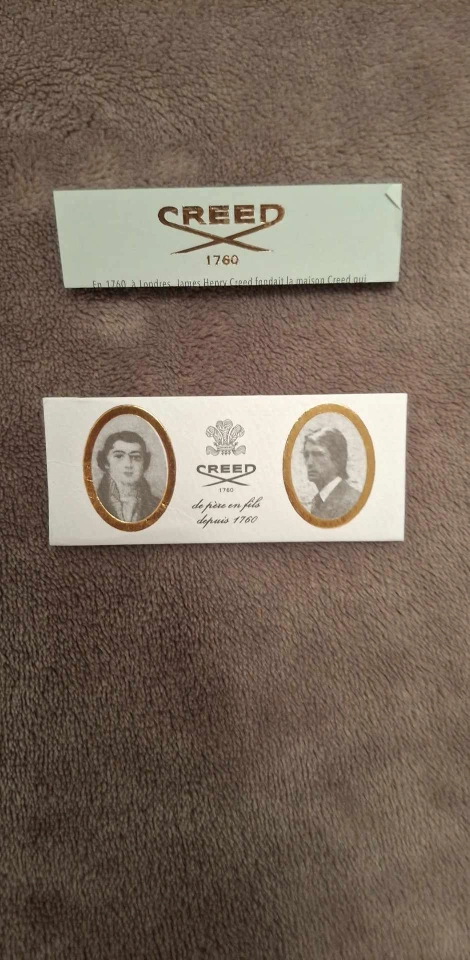 CREED
1760
En 1760, à Londres, James Henry Creed fondait la maison Creed qui
CREED
1760
de père en fils
depuis 1760